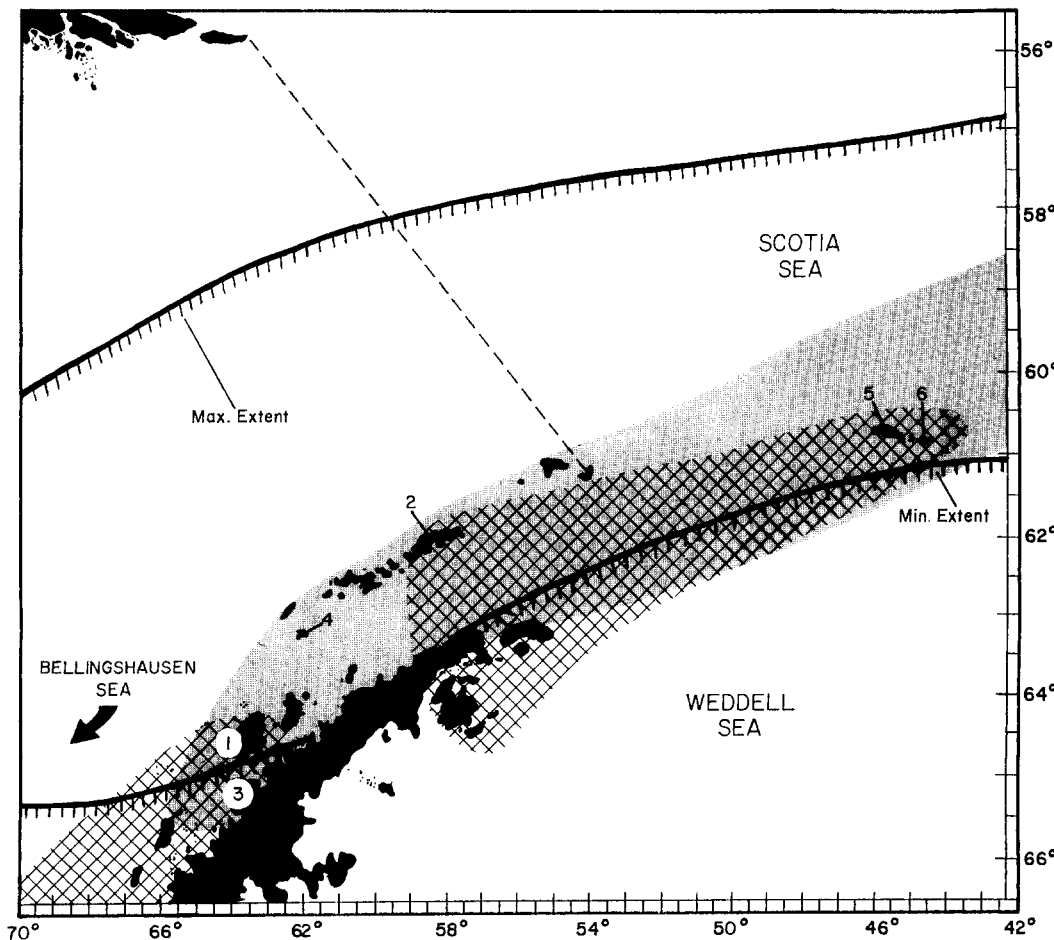 56°
58°
SCOTIA
SEA
60°
Max. Extent
5
6
2
Min. Extent
62°
4
BELLINGSHAUSEN
SEA
WEDDELL
SEA
64°
1
3
66°
70°
66°
62°
58°
54°
50°
46°
42°